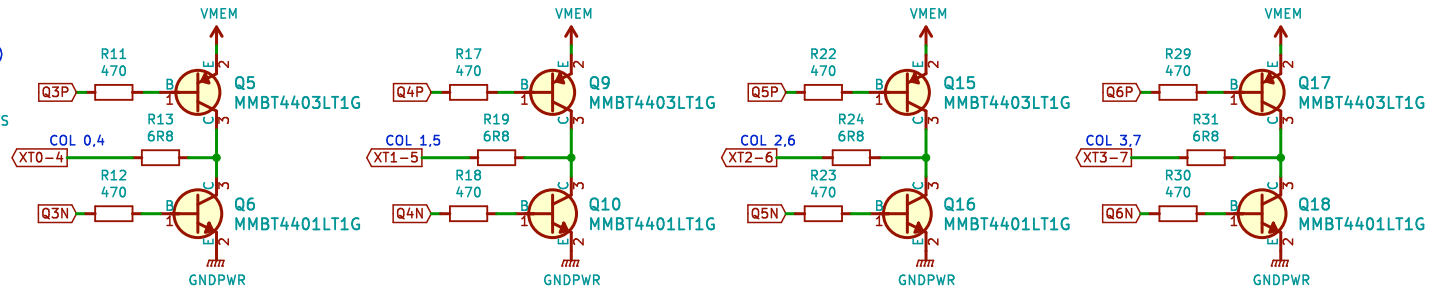 VMEM
R11
470
Q3P
B
1
E
2
C
3
Q5
MMBT4403LT1G
R13
6R8
COL 0,4
XT0-4
R12
470
Q3N
B
1
C
3
E
2
Q6
MMBT4401LT1G
GNDPWR
VMEM
R17
470
Q4P
B
1
E
2
C
3
Q9
MMBT4403LT1G
R19
6R8
COL 1,5
XT1-5
R18
470
Q4N
B
1
C
3
E
2
Q10
MMBT4401LT1G
GNDPWR
VMEM
R22
470
Q5P
B
1
E
2
C
3
Q15
MMBT4403LT1G
R24
6R8
COL 2,6
XT2-6
R23
470
Q5N
B
1
C
3
E
2
Q16
MMBT4401LT1G
GNDPWR
VMEM
R29
470
Q6P
B
1
E
2
C
3
Q17
MMBT4403LT1G
R31
6R8
COL 3,7
XT3-7
R30
470
Q6N
B
1
C
3
E
2
Q18
MMBT4401LT1G
GNDPWR